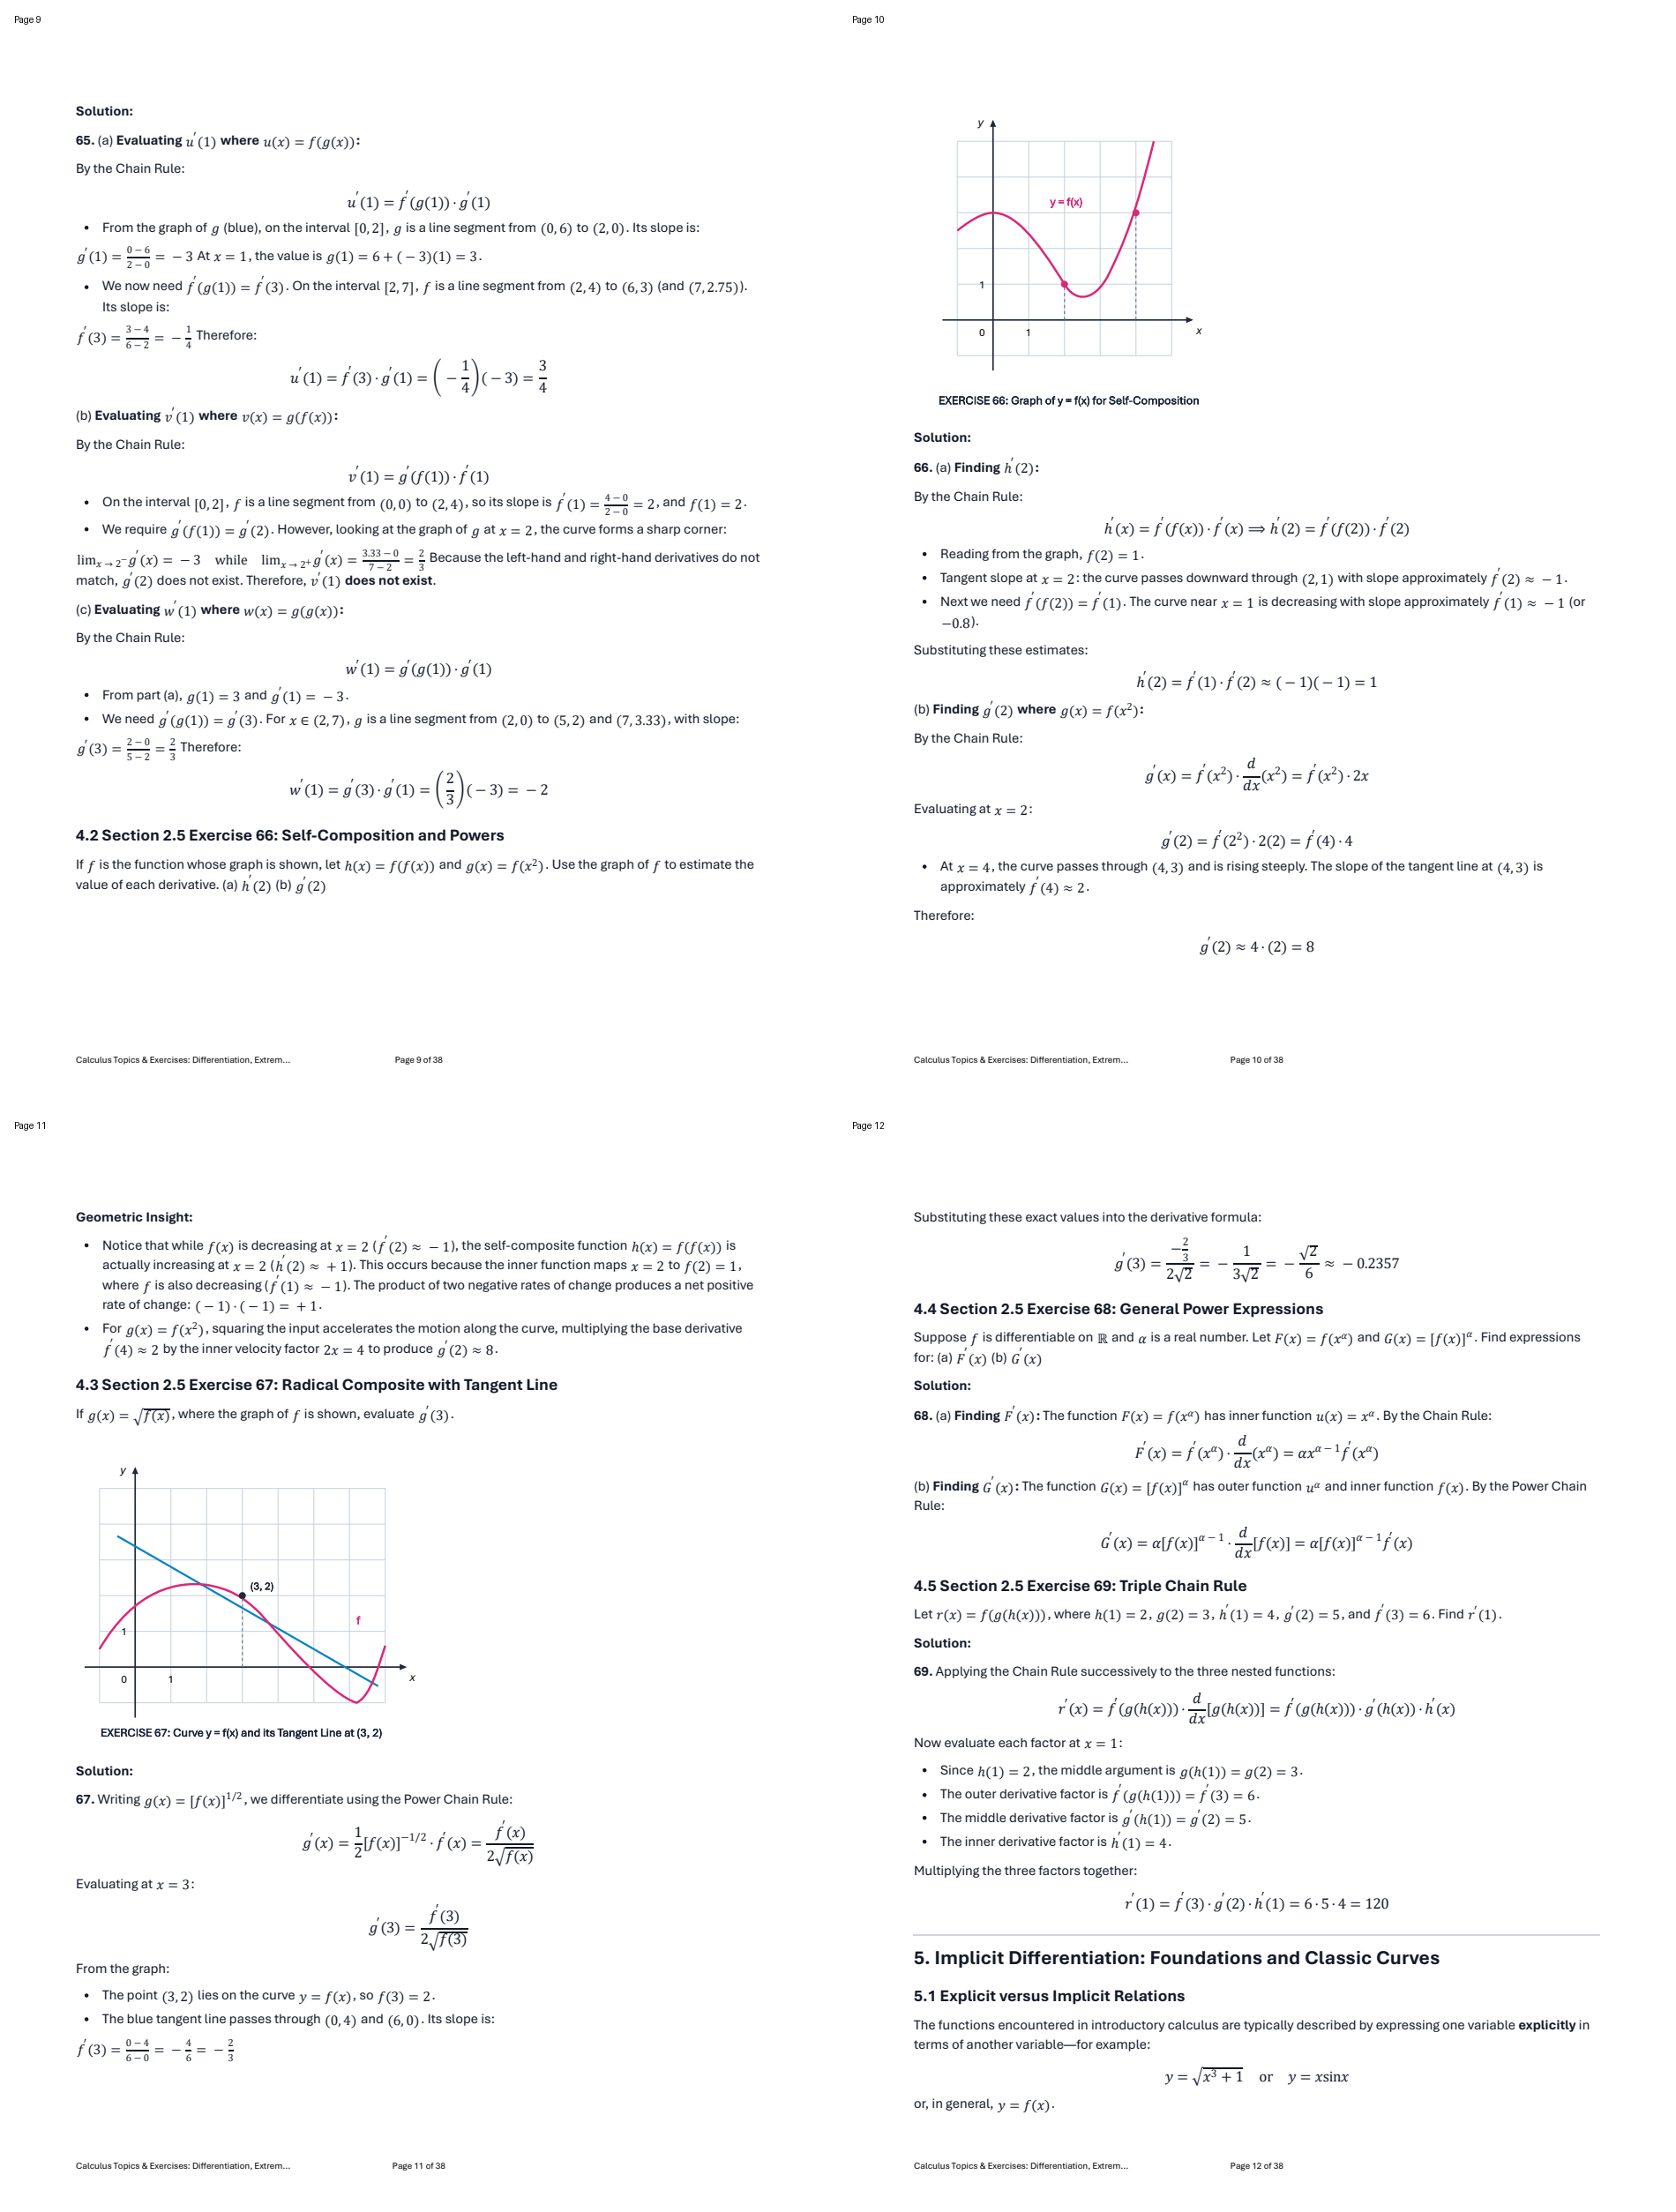 Page 9
Solution:
65. (a) Evaluating u′(1) where u(x) = f(g(x)):
By the Chain Rule:
u′(1) = f′(g(1)) · g′(1)
• From the graph of g (blue), on the interval [0, 2], g is a line segment from (0, 6) to (2, 0). Its slope is:
g′(1) = (0 − 6)/(2 − 0) = − 3 At x = 1, the value is g(1) = 6 + ( − 3)(1) = 3.
• We now need f′(g(1)) = f′(3). On the interval [2, 7], f is a line segment from (2, 4) to (6, 3) (and (7, 2.75)).
Its slope is:
f′(3) = (3 − 4)/(6 − 2) = − 1/4 Therefore:
u′(1) = f′(3) · g′(1) = ( − 1/4)( − 3) = 3/4
(b) Evaluating v′(1) where v(x) = g(f(x)):
By the Chain Rule:
v′(1) = g′(f(1)) · f′(1)
• On the interval [0, 2], f is a line segment from (0, 0) to (2, 4), so its slope is f′(1) = (4 − 0)/(2 − 0) = 2, and f(1) = 2.
• We require g′(f(1)) = g′(2). However, looking at the graph of g at x = 2, the curve forms a sharp corner:
lim x → 2⁻ g′(x) = − 3 while lim x → 2⁺ g′(x) = (3.33 − 0)/(7 − 2) = 2/3 Because the left-hand and right-hand derivatives do not
match, g′(2) does not exist. Therefore, v′(1) does not exist.
(c) Evaluating w′(1) where w(x) = g(g(x)):
By the Chain Rule:
w′(1) = g′(g(1)) · g′(1)
• From part (a), g(1) = 3 and g′(1) = − 3.
• We need g′(g(1)) = g′(3). For x ∈ (2, 7), g is a line segment from (2, 0) to (5, 2) and (7, 3.33), with slope:
g′(3) = (2 − 0)/(5 − 2) = 2/3 Therefore:
w′(1) = g′(3) · g′(1) = (2/3)( − 3) = − 2
4.2 Section 2.5 Exercise 66: Self-Composition and Powers
If f is the function whose graph is shown, let h(x) = f(f(x)) and g(x) = f(x²). Use the graph of f to estimate the
value of each derivative. (a) h′(2) (b) g′(2)
Calculus Topics & Exercises: Differentiation, Extrem... Page 9 of 38
Page 10
y
y = f(x)
1
0 1 x
EXERCISE 66: Graph of y = f(x) for Self-Composition
Solution:
66. (a) Finding h′(2):
By the Chain Rule:
h′(x) = f′(f(x)) · f′(x) ⟹ h′(2) = f′(f(2)) · f′(2)
• Reading from the graph, f(2) = 1.
• Tangent slope at x = 2: the curve passes downward through (2, 1) with slope approximately f′(2) ≈ − 1.
• Next we need f′(f(2)) = f′(1). The curve near x = 1 is decreasing with slope approximately f′(1) ≈ − 1 (or
−0.8).
Substituting these estimates:
h′(2) = f′(1) · f′(2) ≈ ( − 1)( − 1) = 1
(b) Finding g′(2) where g(x) = f(x²):
By the Chain Rule:
g′(x) = f′(x²) · d/dx (x²) = f′(x²) · 2x
Evaluating at x = 2:
g′(2) = f′(2²) · 2(2) = f′(4) · 4
• At x = 4, the curve passes through (4, 3) and is rising steeply. The slope of the tangent line at (4, 3) is
approximately f′(4) ≈ 2.
Therefore:
g′(2) ≈ 4 · (2) = 8
Calculus Topics & Exercises: Differentiation, Extrem... Page 10 of 38
Page 11
Geometric Insight:
• Notice that while f(x) is decreasing at x = 2 (f′(2) ≈ − 1), the self-composite function h(x) = f(f(x)) is
actually increasing at x = 2 (h′(2) ≈ + 1). This occurs because the inner function maps x = 2 to f(2) = 1,
where f is also decreasing (f′(1) ≈ − 1). The product of two negative rates of change produces a net positive
rate of change: ( − 1) · ( − 1) = + 1.
• For g(x) = f(x²), squaring the input accelerates the motion along the curve, multiplying the base derivative
f′(4) ≈ 2 by the inner velocity factor 2x = 4 to produce g′(2) ≈ 8.
4.3 Section 2.5 Exercise 67: Radical Composite with Tangent Line
If g(x) = √f(x), where the graph of f is shown, evaluate g′(3).
y
(3, 2)
f
1
0 1 x
EXERCISE 67: Curve y = f(x) and its Tangent Line at (3, 2)
Solution:
67. Writing g(x) = [f(x)]^1/2, we differentiate using the Power Chain Rule:
g′(x) = 1/2 [f(x)]^−1/2 · f′(x) = f′(x)/(2√f(x))
Evaluating at x = 3:
g′(3) = f′(3)/(2√f(3))
From the graph:
• The point (3, 2) lies on the curve y = f(x), so f(3) = 2.
• The blue tangent line passes through (0, 4) and (6, 0). Its slope is:
f′(3) = (0 − 4)/(6 − 0) = − 4/6 = − 2/3
Calculus Topics & Exercises: Differentiation, Extrem... Page 11 of 38
Page 12
Substituting these exact values into the derivative formula:
g′(3) = (−2/3)/(2√2) = − 1/(3√2) = − √2/6 ≈ − 0.2357
4.4 Section 2.5 Exercise 68: General Power Expressions
Suppose f is differentiable on ℝ and α is a real number. Let F(x) = f(x^α) and G(x) = [f(x)]^α. Find expressions
for: (a) F′(x) (b) G′(x)
Solution:
68. (a) Finding F′(x): The function F(x) = f(x^α) has inner function u(x) = x^α. By the Chain Rule:
F′(x) = f′(x^α) · d/dx (x^α) = αx^(α − 1) f′(x^α)
(b) Finding G′(x): The function G(x) = [f(x)]^α has outer function u^α and inner function f(x). By the Power Chain
Rule:
G′(x) = α[f(x)]^(α − 1) · d/dx [f(x)] = α[f(x)]^(α − 1) f′(x)
4.5 Section 2.5 Exercise 69: Triple Chain Rule
Let r(x) = f(g(h(x))), where h(1) = 2, g(2) = 3, h′(1) = 4, g′(2) = 5, and f′(3) = 6. Find r′(1).
Solution:
69. Applying the Chain Rule successively to the three nested functions:
r′(x) = f′(g(h(x))) · d/dx [g(h(x))] = f′(g(h(x))) · g′(h(x)) · h′(x)
Now evaluate each factor at x = 1:
• Since h(1) = 2, the middle argument is g(h(1)) = g(2) = 3.
• The outer derivative factor is f′(g(h(1))) = f′(3) = 6.
• The middle derivative factor is g′(h(1)) = g′(2) = 5.
• The inner derivative factor is h′(1) = 4.
Multiplying the three factors together:
r′(1) = f′(3) · g′(2) · h′(1) = 6 · 5 · 4 = 120
5. Implicit Differentiation: Foundations and Classic Curves
5.1 Explicit versus Implicit Relations
The functions encountered in introductory calculus are typically described by expressing one variable explicitly in
terms of another variable—for example:
y = √x³ + 1 or y = xsinx
or, in general, y = f(x).
Calculus Topics & Exercises: Differentiation, Extrem... Page 12 of 38